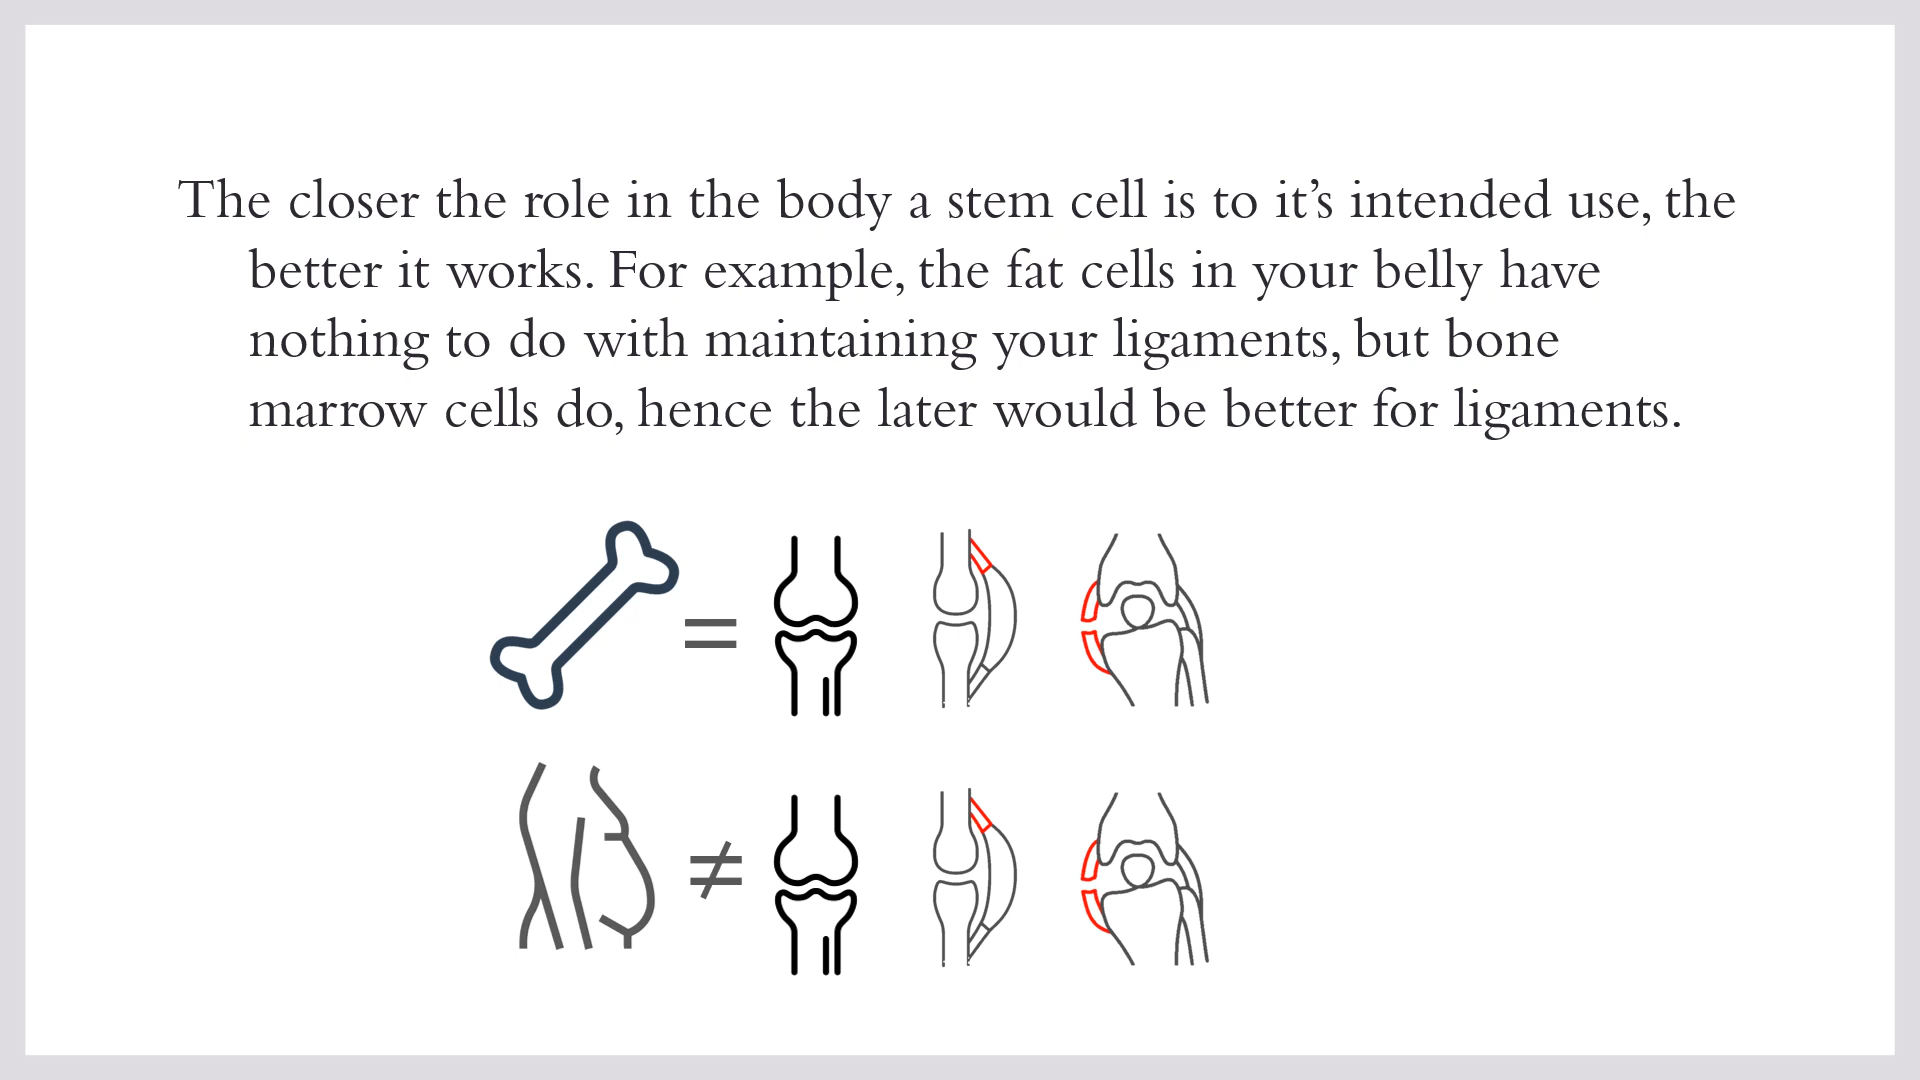 The closer the role in the body a stem cell is to it’s intended use, the
better it works. For example, the fat cells in your belly have
nothing to do with maintaining your ligaments, but bone
marrow cells do, hence the later would be better for ligaments.
=
≠